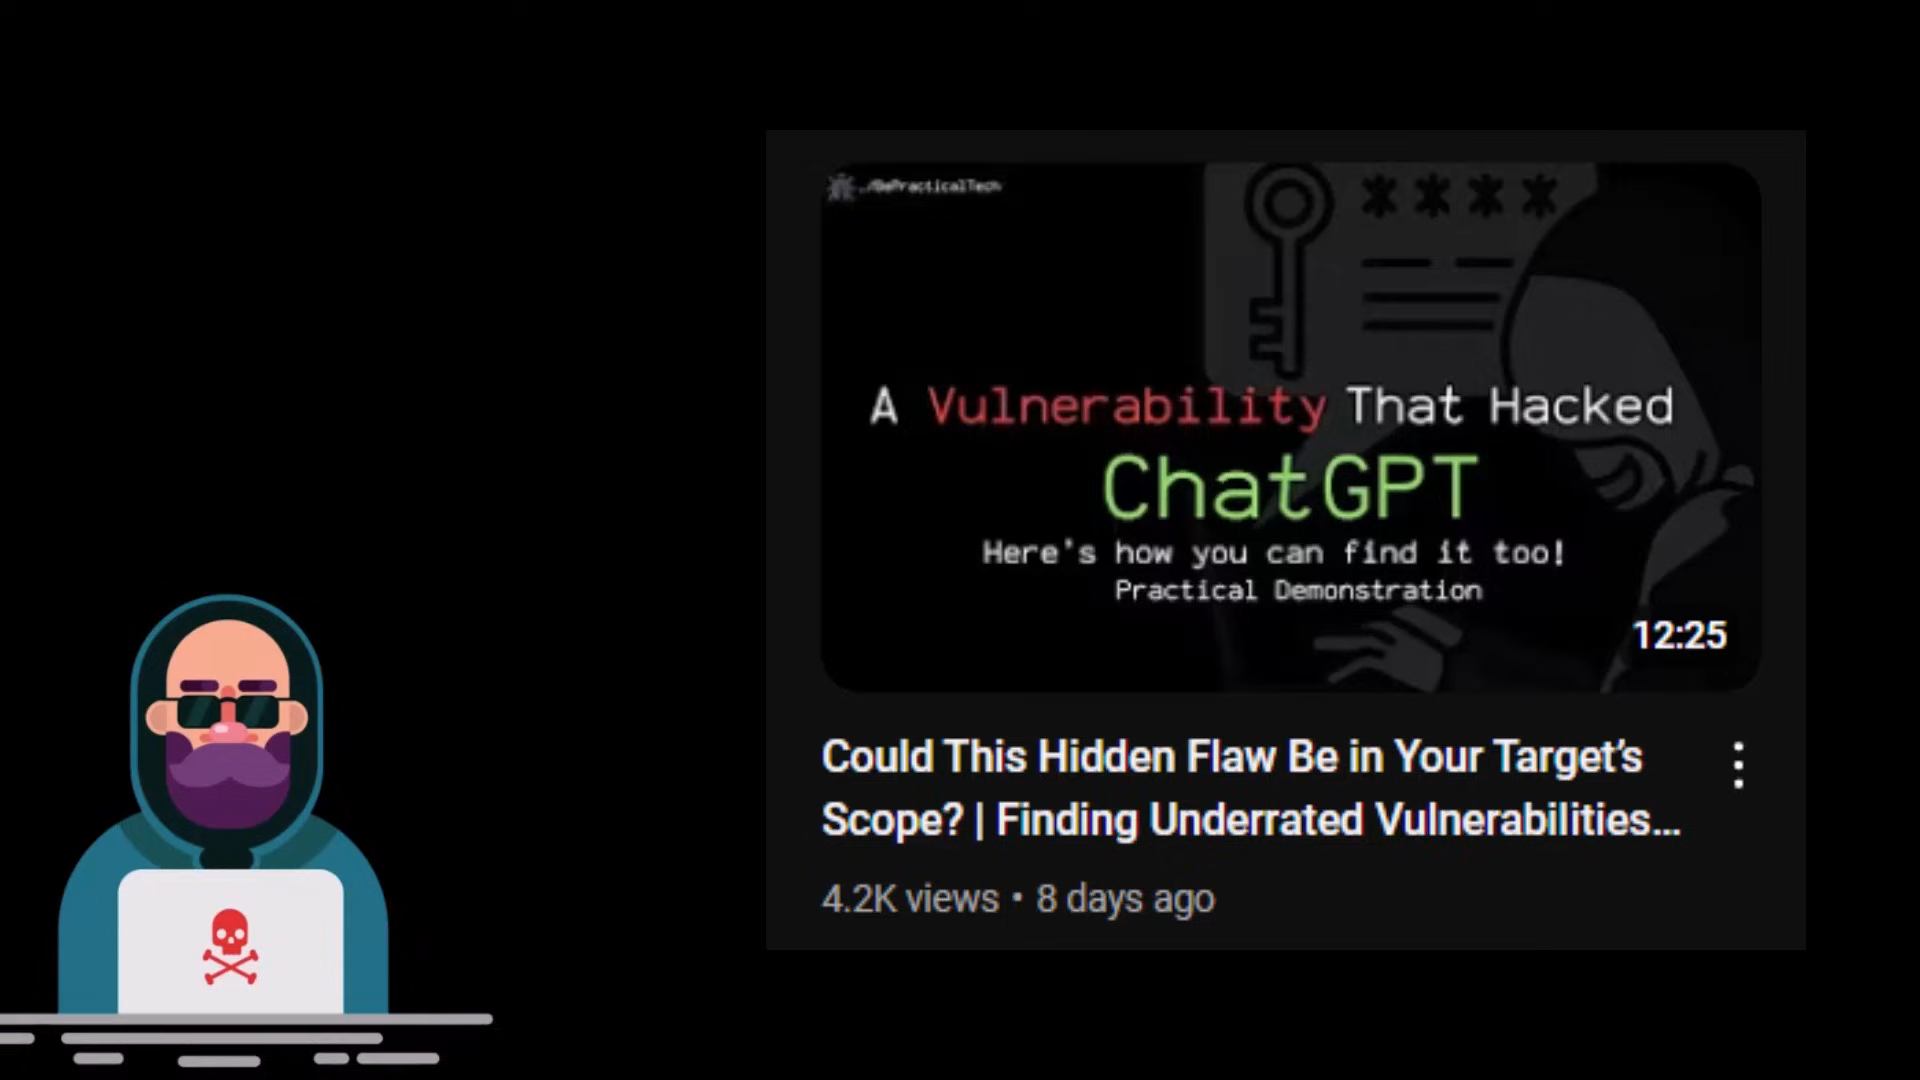 ./BePracticalTech
* * * *
A Vulnerability That Hacked
ChatGPT
Here's how you can find it too!
Practical Demonstration
12:25
Could This Hidden Flaw Be in Your Target’s
Scope? | Finding Underrated Vulnerabilities...
4.2K views • 8 days ago